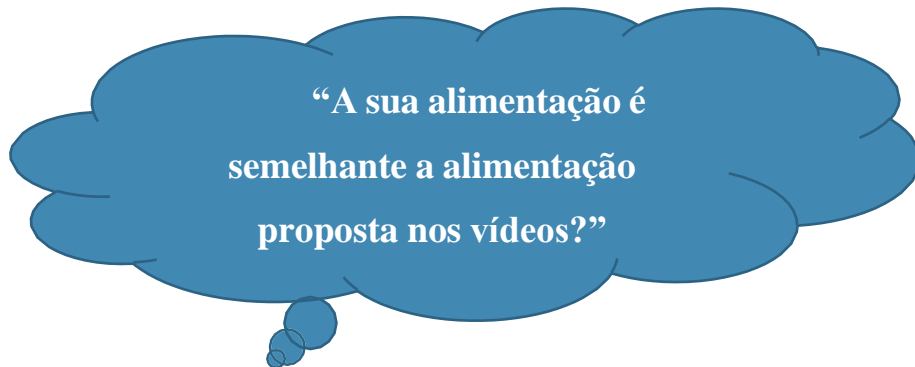 “A sua alimentação é
semelhante a alimentação
proposta nos vídeos?”